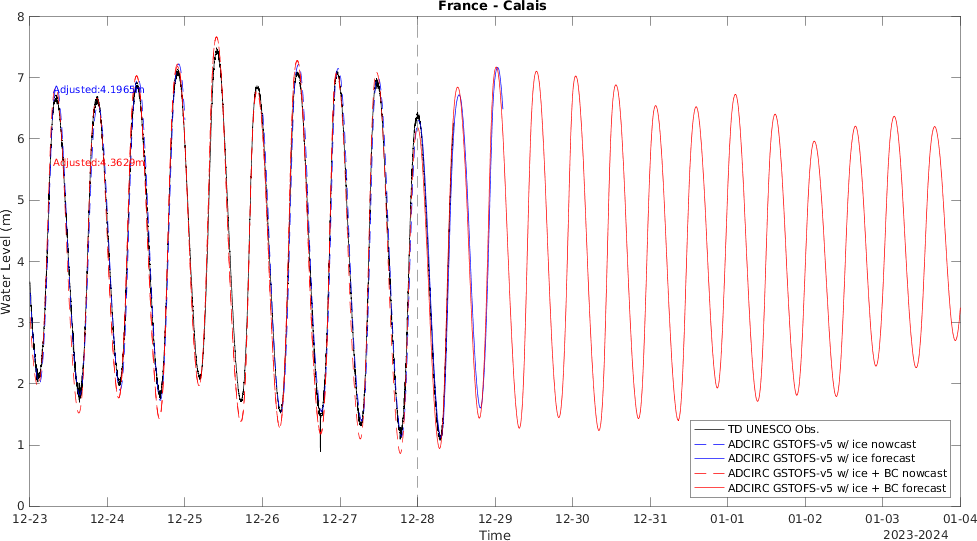 France - Calais
8
7
6
5
4
3
2
1
0
Water Level (m)
Adjusted:4.1965m
Adjusted:4.3629m
TD UNESCO Obs.
ADCIRC GSTOFS-v5 w/ ice nowcast
ADCIRC GSTOFS-v5 w/ ice forecast
ADCIRC GSTOFS-v5 w/ ice + BC nowcast
ADCIRC GSTOFS-v5 w/ ice + BC forecast
12-23 12-24 12-25 12-26 12-27 12-28 12-29 12-30 12-31 01-01 01-02 01-03 01-04
Time
2023-2024